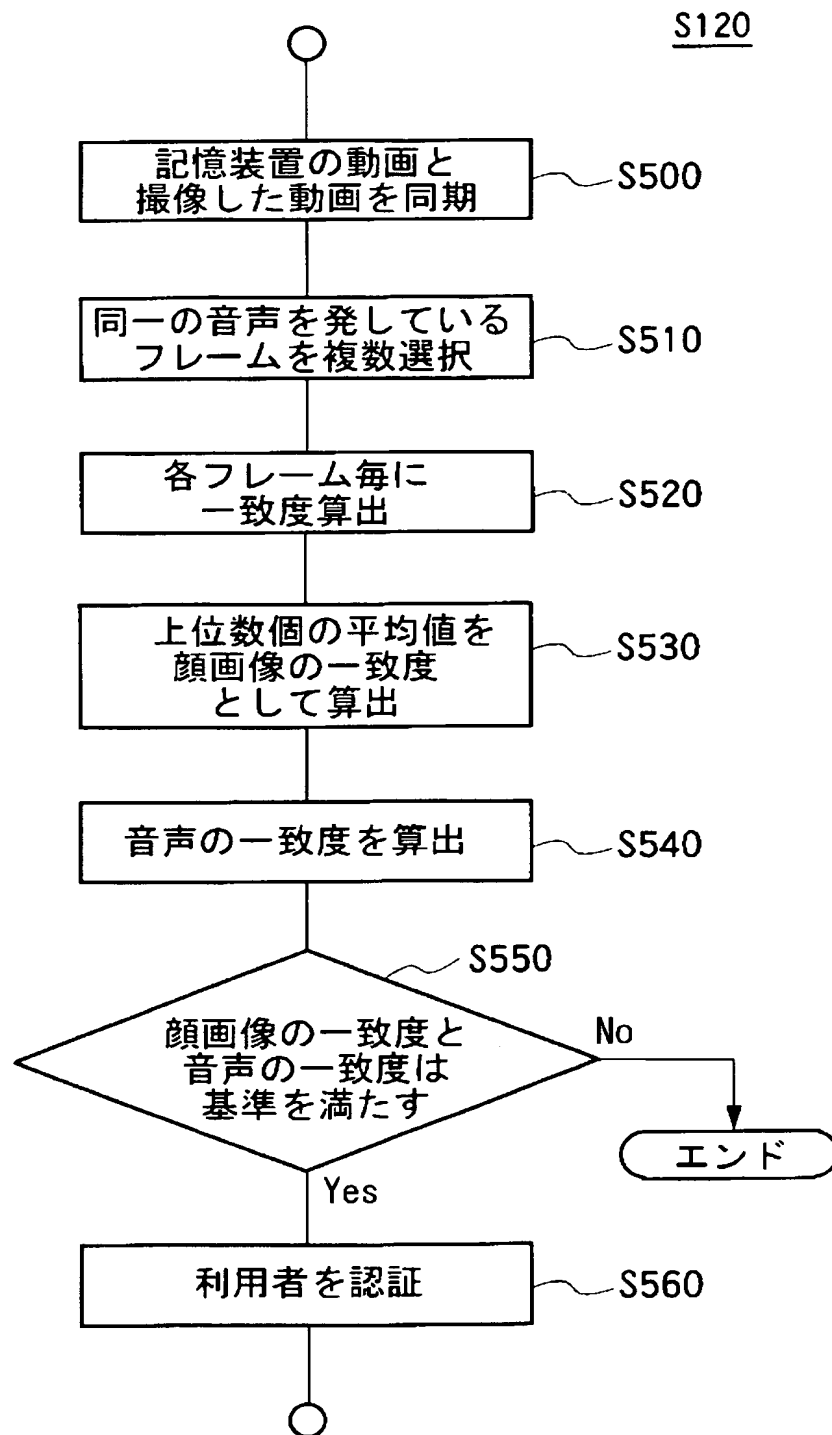 S120
記憶装置の動画と
撮像した動画を同期
S500
同一の音声を発している
フレームを複数選択
S510
各フレーム毎に
一致度算出
S520
上位数個の平均値を
顔画像の一致度
として算出
S530
音声の一致度を算出
S540
S550
顔画像の一致度と
音声の一致度は
基準を満たす
No
エンド
Yes
利用者を認証
S560